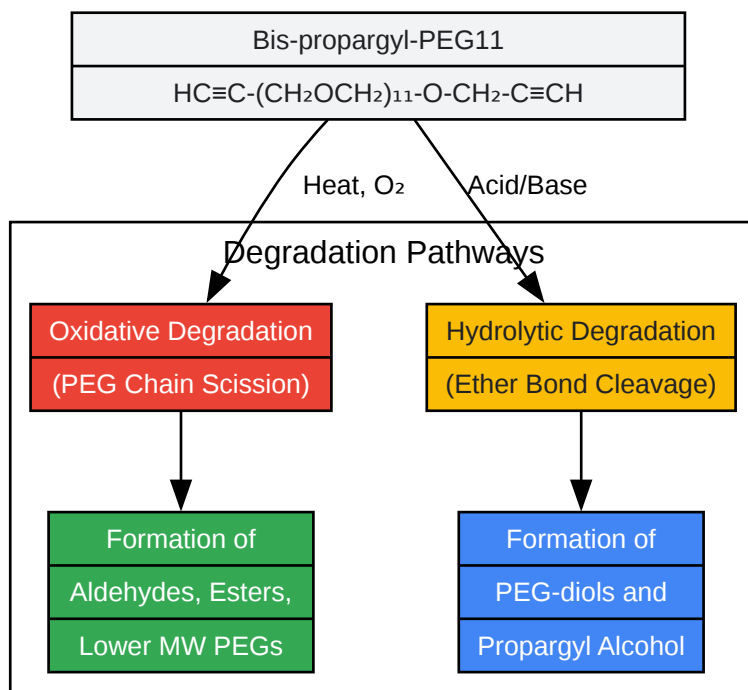 Bis-propargyl-PEG11
HC≡C-(CH₂OCH₂)₁₁-O-CH₂-C≡CH
Heat, O₂
Acid/Base
Degradation Pathways
Oxidative Degradation
(PEG Chain Scission)
Hydrolytic Degradation
(Ether Bond Cleavage)
Formation of
Aldehydes, Esters,
Lower MW PEGs
Formation of
PEG-diols and
Propargyl Alcohol